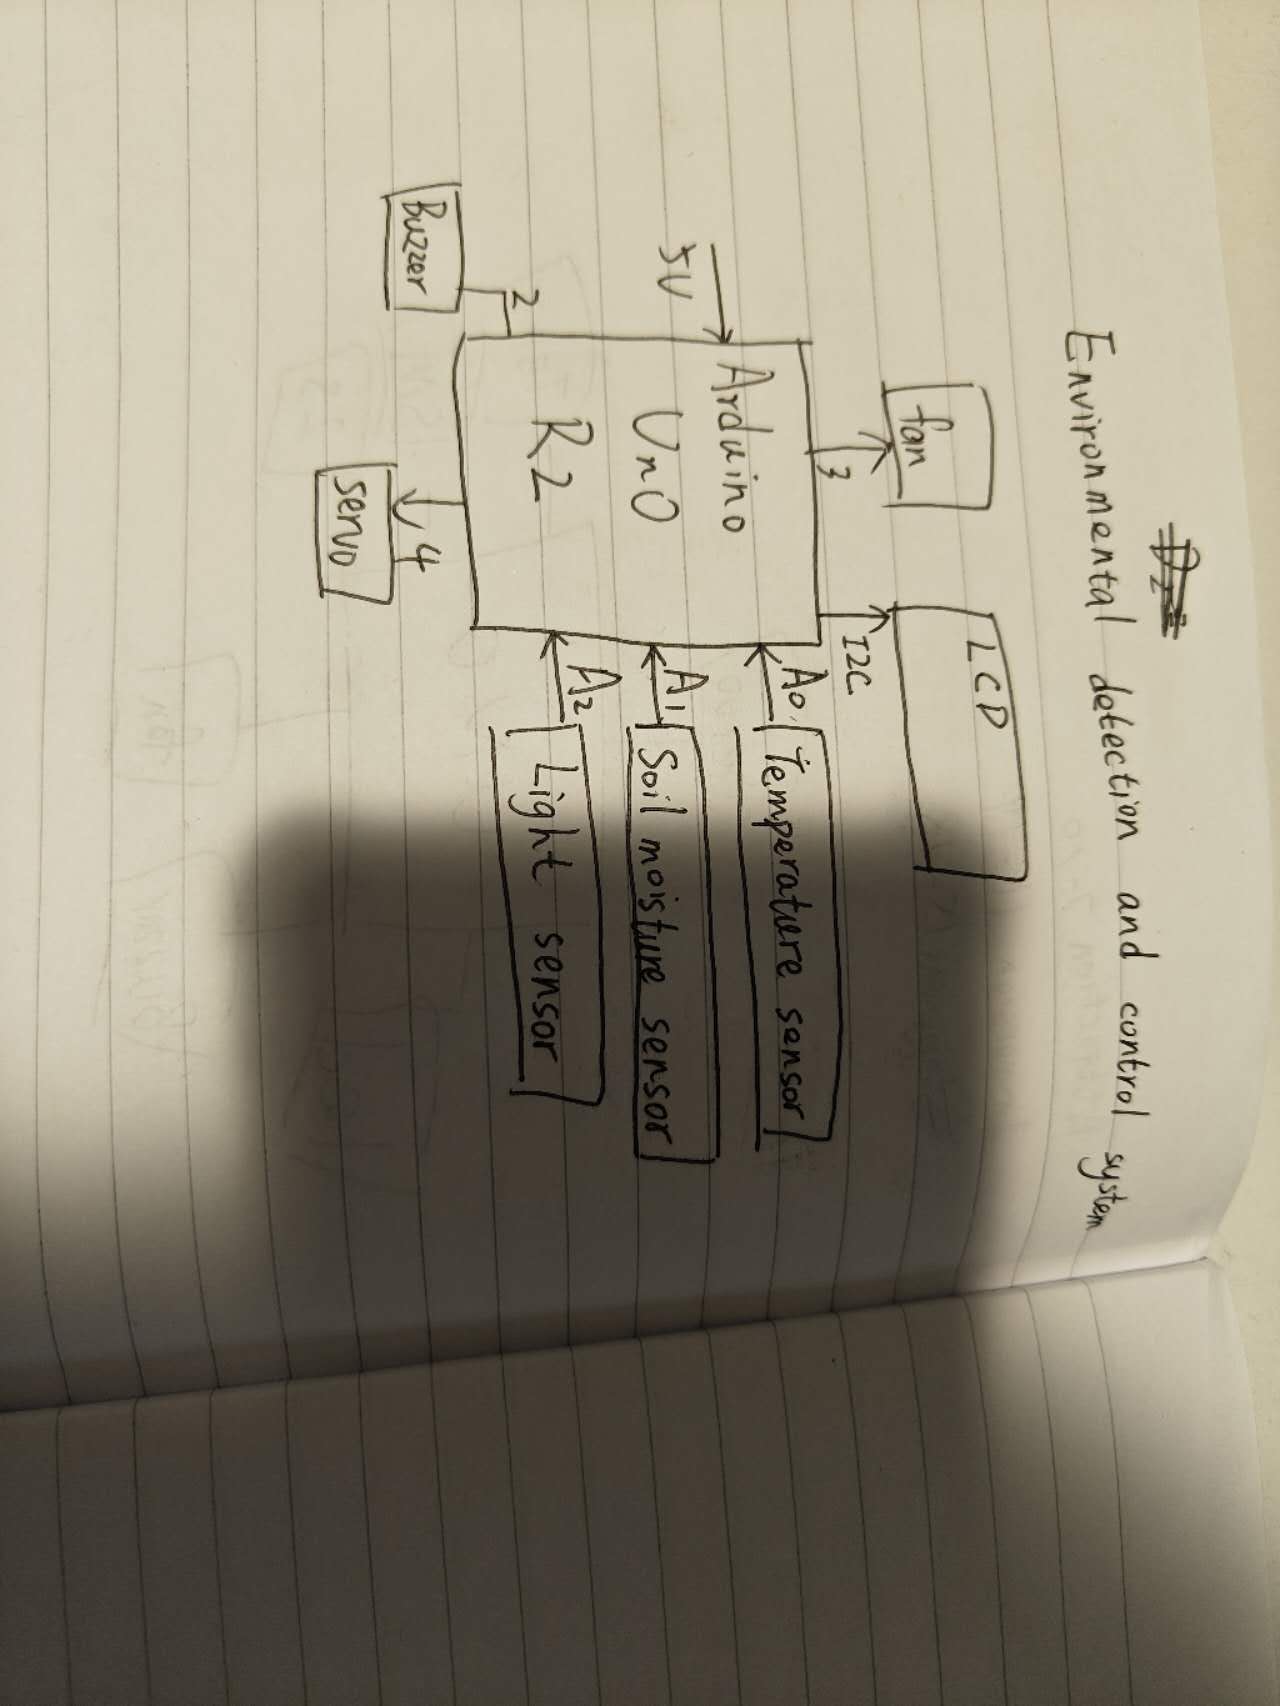 Environmental detection and control system
LCD
fan
3
I2C
A0
Temperature sensor
Arduino
5V
UnO
A1
Soil moisture sensor
R2
A2
Light sensor
2
Buzzer
4
servo